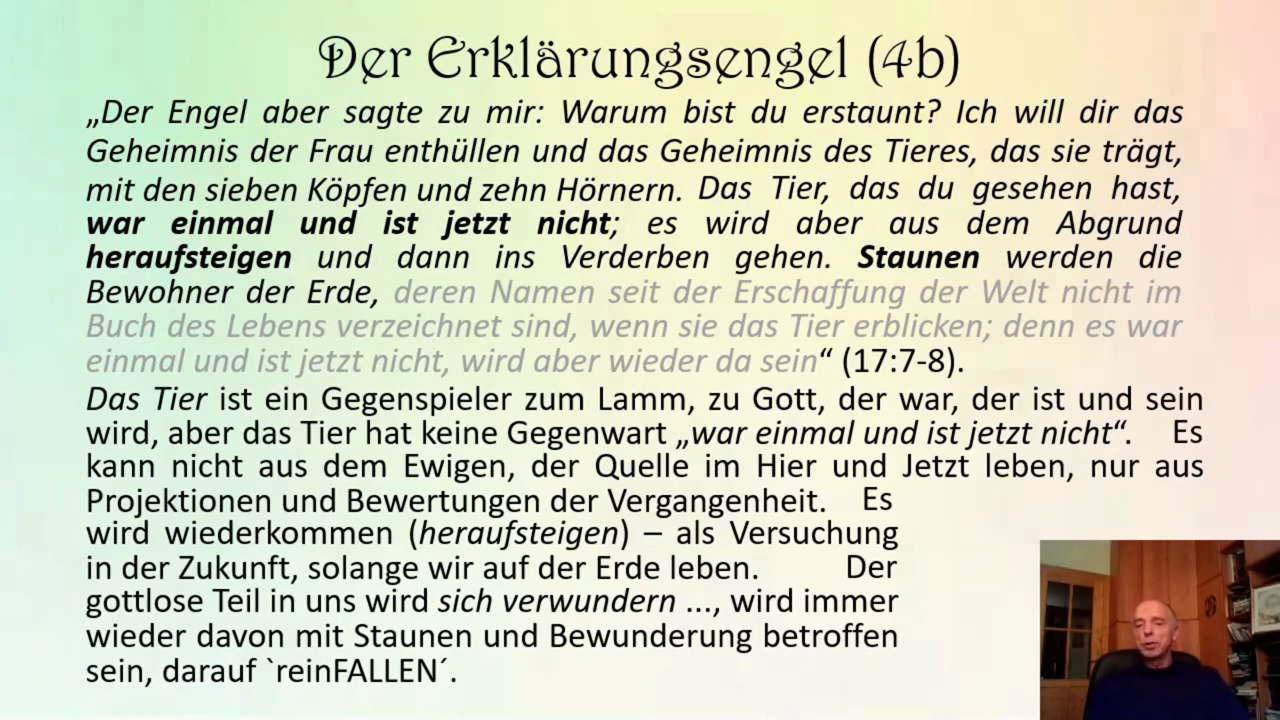 Der Erklärungsengel (4b)
„Der Engel aber sagte zu mir: Warum bist du erstaunt? Ich will dir das
Geheimnis der Frau enthüllen und das Geheimnis des Tieres, das sie trägt,
mit den sieben Köpfen und zehn Hörnern. Das Tier, das du gesehen hast,
war einmal und ist jetzt nicht; es wird aber aus dem Abgrund
heraufsteigen und dann ins Verderben gehen. Staunen werden die
Bewohner der Erde, deren Namen seit der Erschaffung der Welt nicht im
Buch des Lebens verzeichnet sind, wenn sie das Tier erblicken; denn es war
einmal und ist jetzt nicht, wird aber wieder da sein“ (17:7-8).
Das Tier ist ein Gegenspieler zum Lamm, zu Gott, der war, der ist und sein
wird, aber das Tier hat keine Gegenwart „war einmal und ist jetzt nicht“. Es
kann nicht aus dem Ewigen, der Quelle im Hier und Jetzt leben, nur aus
Projektionen und Bewertungen der Vergangenheit. Es
wird wiederkommen (heraufsteigen) – als Versuchung
in der Zukunft, solange wir auf der Erde leben. Der
gottlose Teil in uns wird sich verwundern ..., wird immer
wieder davon mit Staunen und Bewunderung betroffen
sein, darauf `reinFALLEN´.